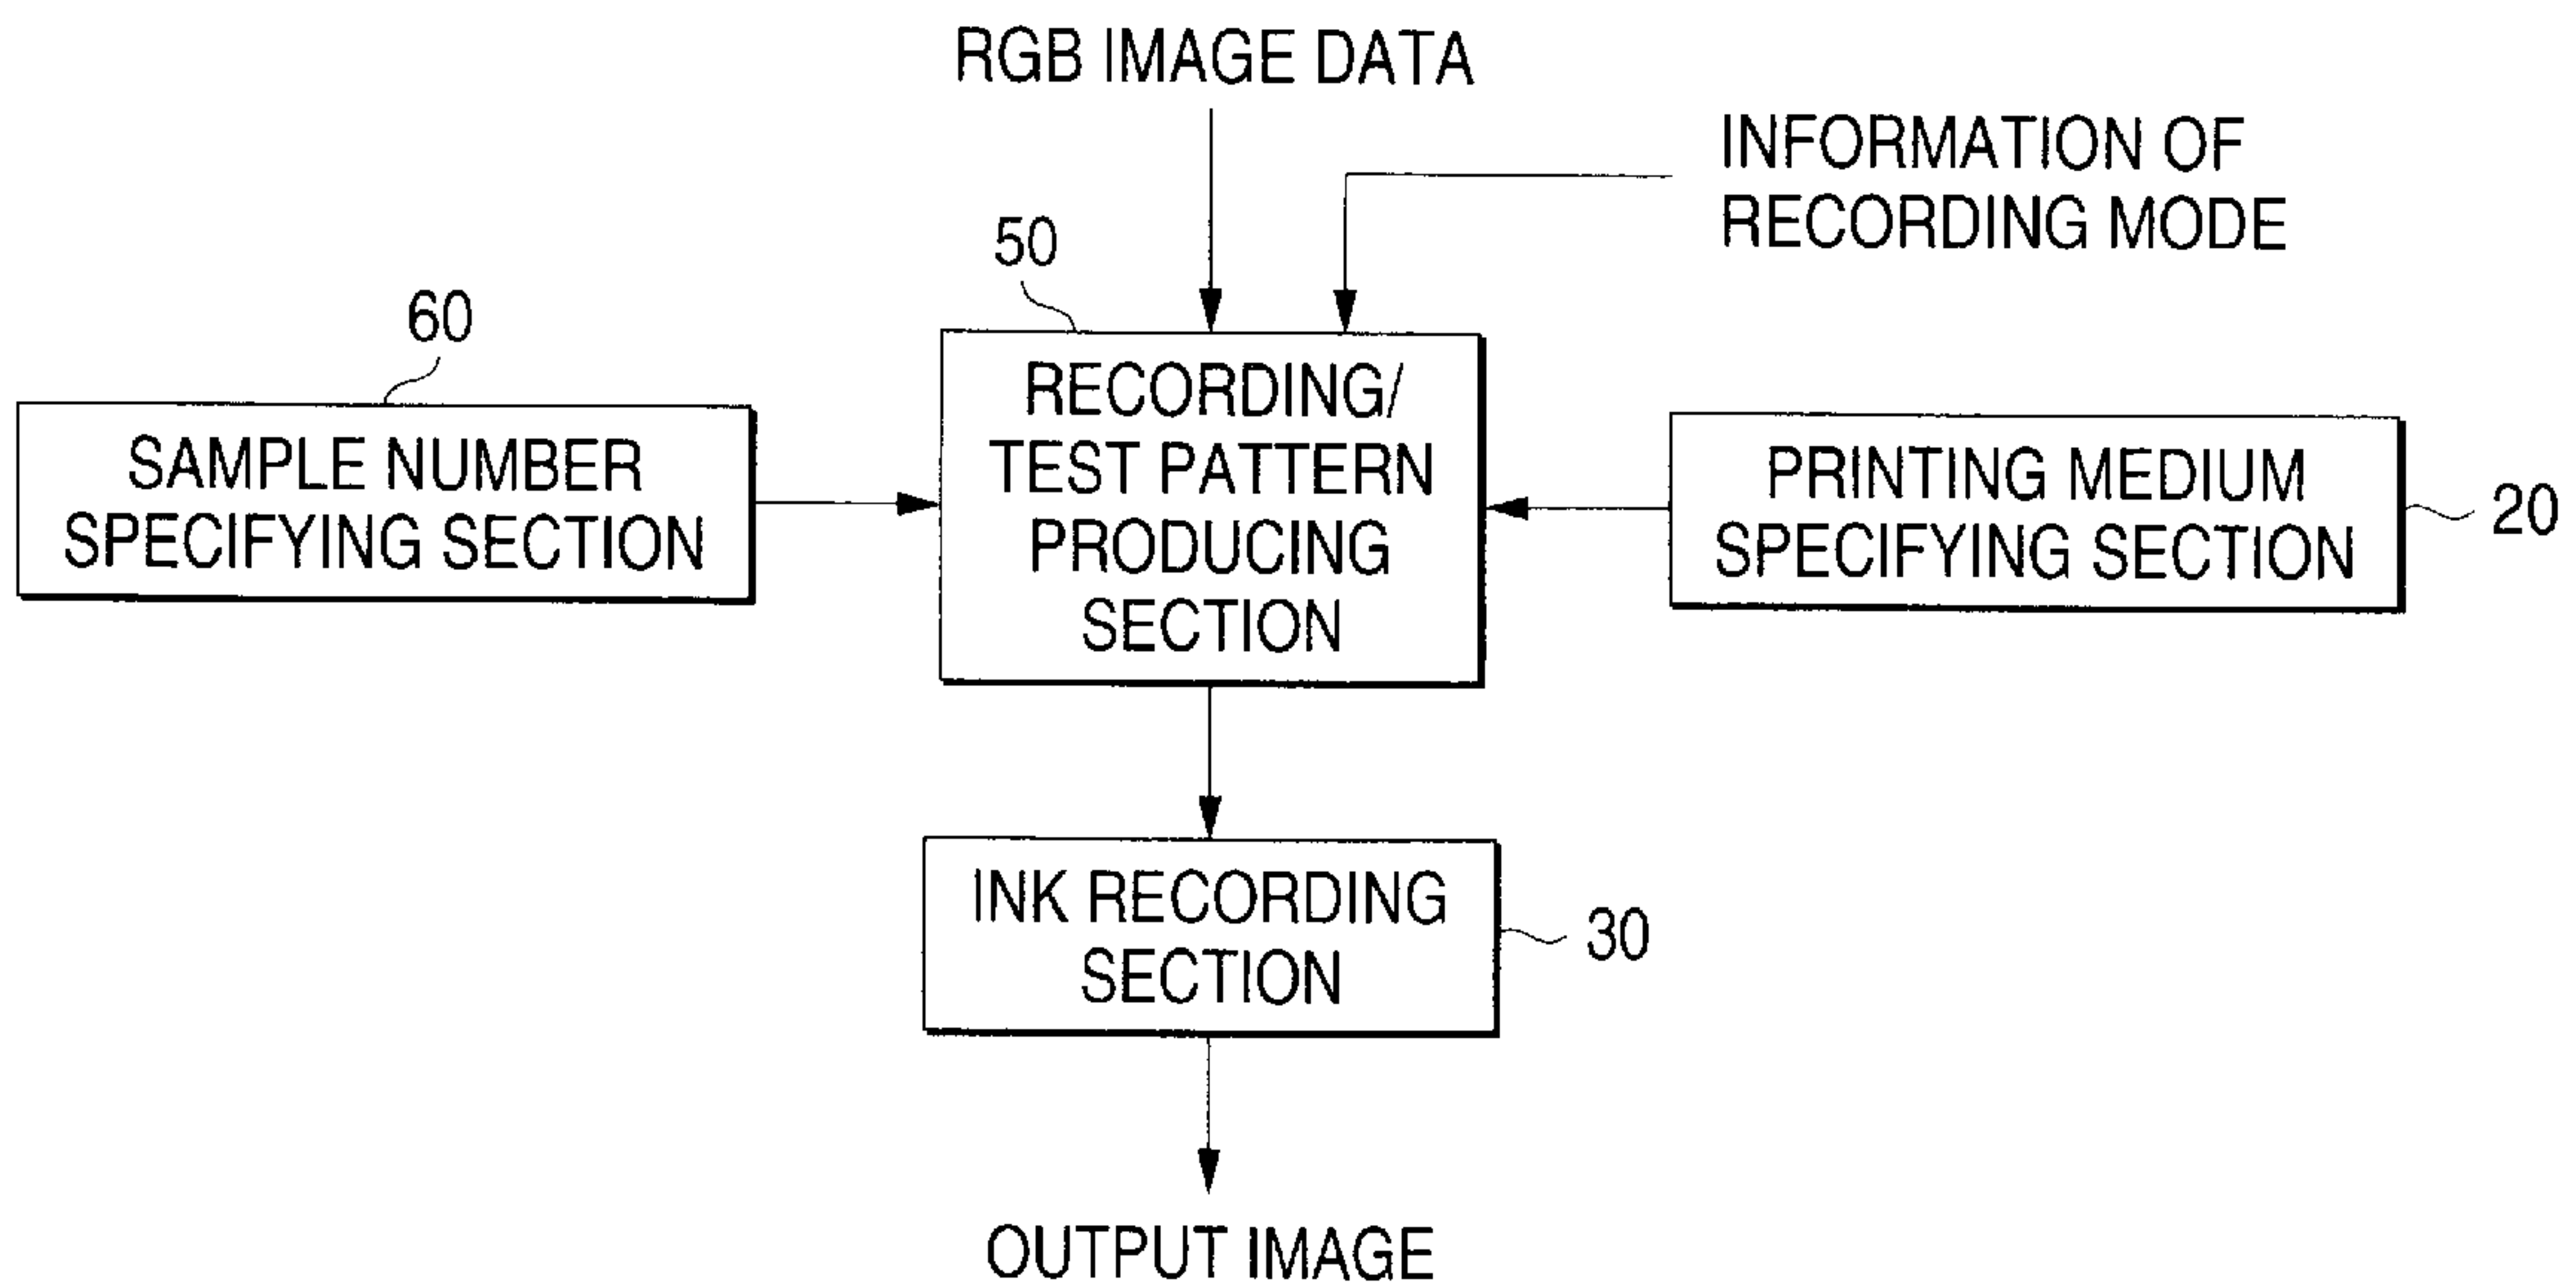 RGB IMAGE DATA
INFORMATION OF
RECORDING MODE
50
60
RECORDING/
TEST PATTERN
PRODUCING
SECTION
SAMPLE NUMBER
SPECIFYING SECTION
PRINTING MEDIUM
SPECIFYING SECTION
20
INK RECORDING
SECTION
30
OUTPUT IMAGE